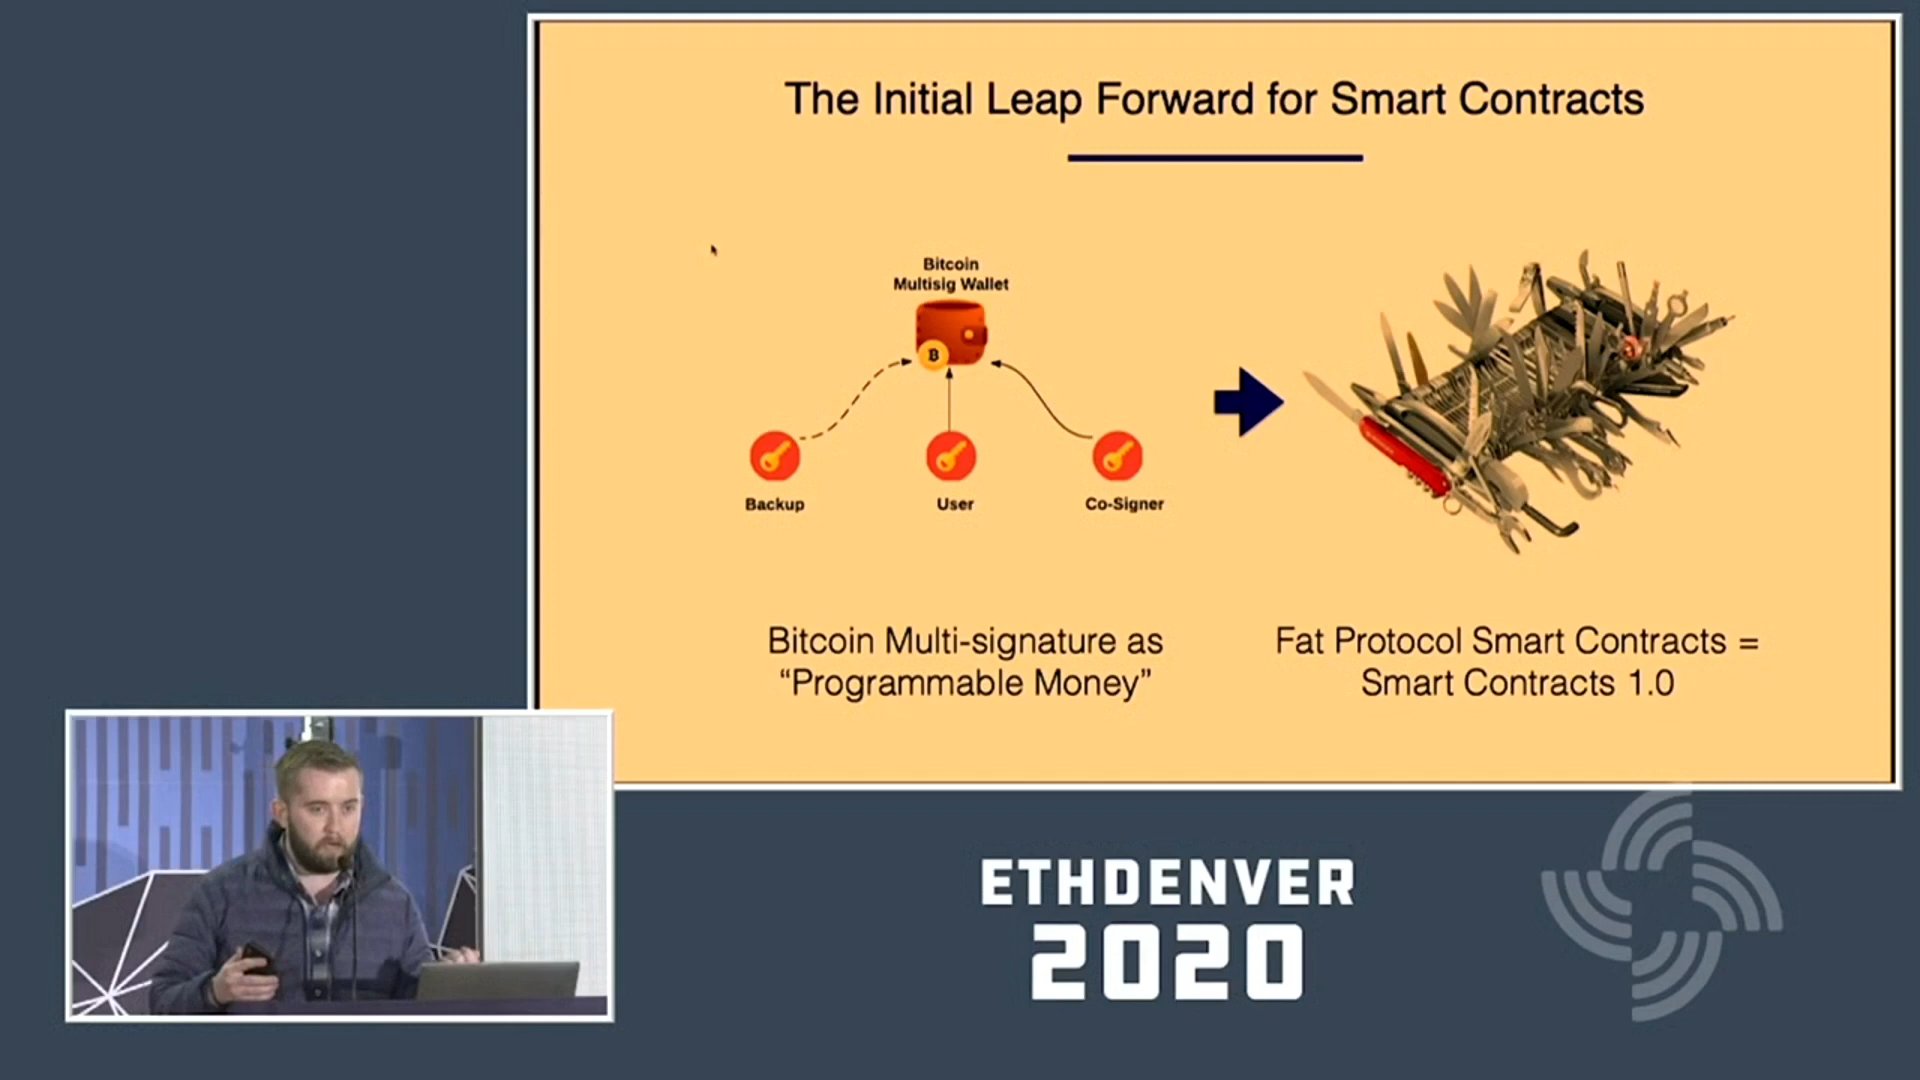 The Initial Leap Forward for Smart Contracts
Bitcoin
Multisig Wallet
B
Backup
User
Co-Signer
Bitcoin Multi-signature as
“Programmable Money”
Fat Protocol Smart Contracts =
Smart Contracts 1.0
ETHDENVER
2020